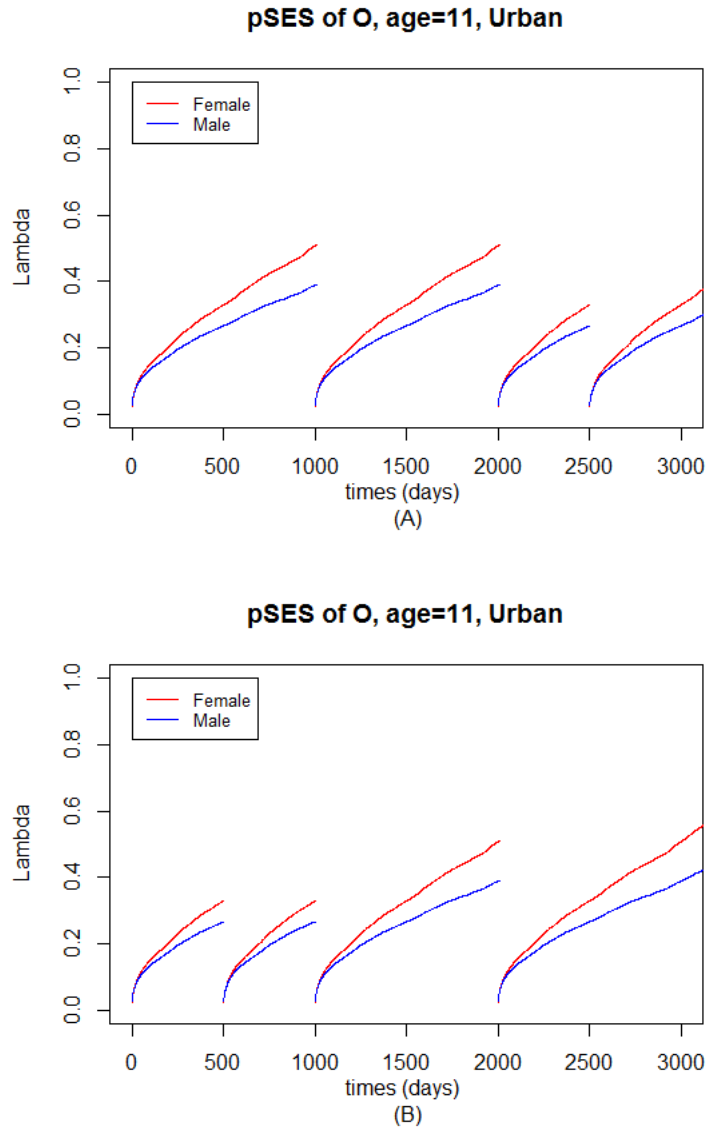 pSES of O, age=11, Urban
1.0
0.8
0.6
0.4
0.2
0.0
Lambda
Female
Male
0 500 1000 1500 2000 2500 3000
times (days)
(A)
pSES of O, age=11, Urban
1.0
0.8
0.6
0.4
0.2
0.0
Lambda
Female
Male
0 500 1000 1500 2000 2500 3000
times (days)
(B)